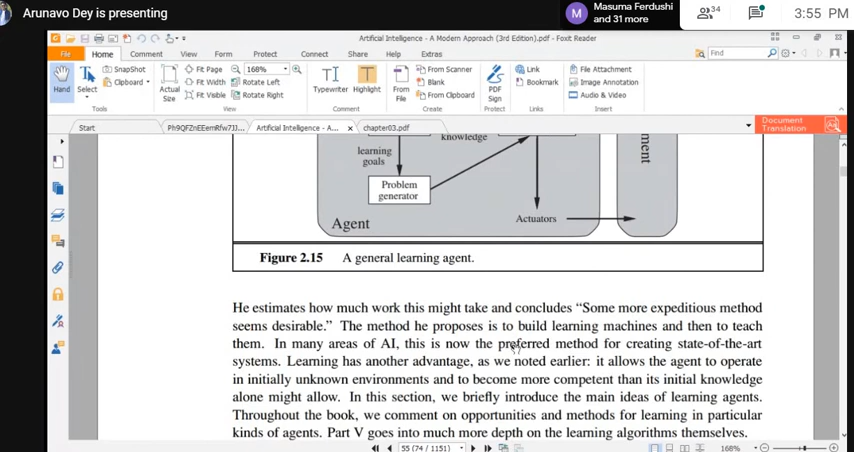 Arunavo Dey is presenting
M
Masuma Ferdushi
and 31 more
34
3:55 PM
Artificial Intelligence - A Modern Approach (3rd Edition).pdf - Foxit Reader
File
Home
Comment
View
Form
Protect
Connect
Share
Help
Extras
Find
Hand
Select
SnapShot
Clipboard
Actual
Size
Fit Page
Fit Width
Fit Visible
168%
Rotate Left
Rotate Right
Typewriter
Highlight
From
File
From Scanner
Blank
From Clipboard
PDF
Sign
Link
Bookmark
File Attachment
Image Annotation
Audio & Video
Tools
View
Comment
Create
Protect
Links
Insert
Start
Artificial Intelligence - A...
chapter03.pdf
Document
Translation
knowledge
learning
goals
Problem
generator
Agent
Actuators
ment
Figure 2.15 A general learning agent.
He estimates how much work this might take and concludes “Some more expeditious method
seems desirable.” The method he proposes is to build learning machines and then to teach
them. In many areas of AI, this is now the preferred method for creating state-of-the-art
systems. Learning has another advantage, as we noted earlier: it allows the agent to operate
in initially unknown environments and to become more competent than its initial knowledge
alone might allow. In this section, we briefly introduce the main ideas of learning agents.
Throughout the book, we comment on opportunities and methods for learning in particular
kinds of agents. Part V goes into much more depth on the learning algorithms themselves.
55 (74 / 1151)
168%